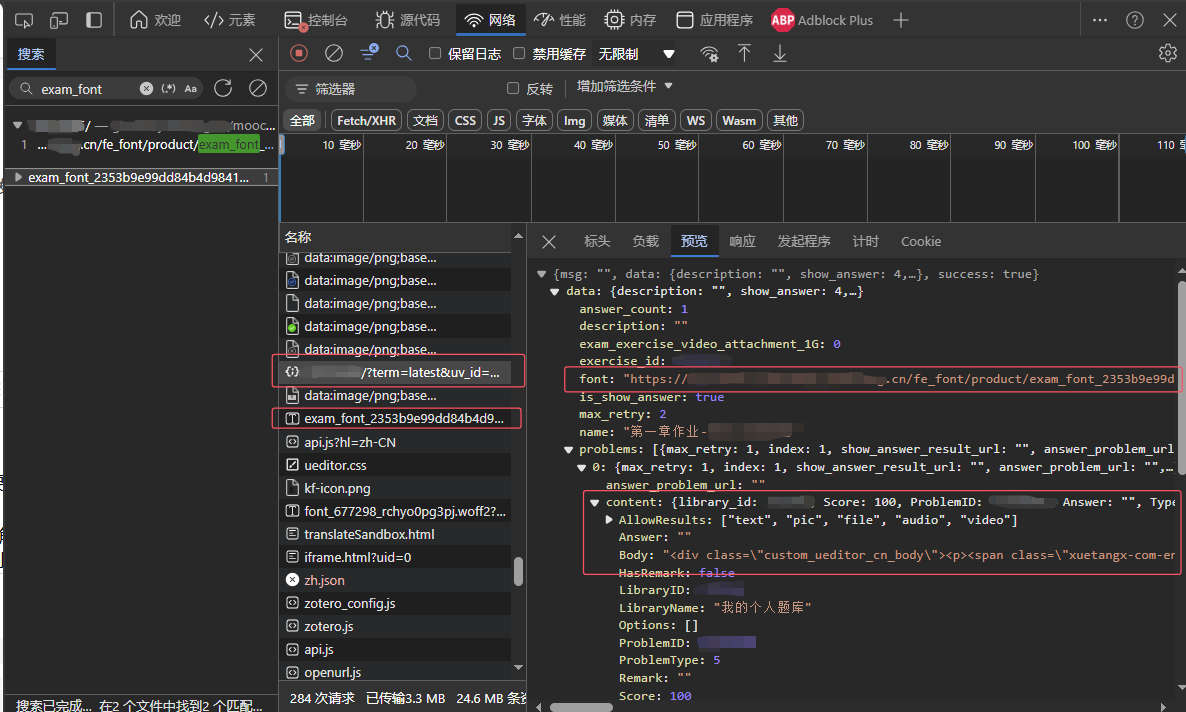 欢迎 元素 控制台 源代码 网络 性能 内存 应用程序 ABP Adblock Plus
搜索
保留日志 禁用缓存 无限制
exam_font (.*) Aa
筛选器 反转 增加筛选条件
全部 Fetch/XHR 文档 CSS JS 字体 Img 媒体 清单 WS Wasm 其他
/ — /mooc...
1 ... .cn/fe_font/product/exam_font_...
exam_font_2353b9e99dd84b4d9841... 1
10 毫秒 20 毫秒 30 毫秒 40 毫秒 50 毫秒 60 毫秒 70 毫秒 80 毫秒 90 毫秒 100 毫秒 110 毫秒
名称
data:image/png;base...
data:image/png;base...
data:image/png;base...
data:image/png;base...
data:image/png;base...
/?term=latest&uv_id=...
data:image/png;base...
exam_font_2353b9e99dd84b4d9...
api.js?hl=zh-CN
ueditor.css
kf-icon.png
font_677298_rchyo0pg3pj.woff2?...
translateSandbox.html
iframe.html?uid=0
zh.json
zotero_config.js
zotero.js
api.js
openurl.js
284 次请求 已传输3.3 MB 24.6 MB 条
标头 负载 预览 响应 发起程序 计时 Cookie
{msg: "", data: {description: "", show_answer: 4,…}, success: true}
data: {description: "", show_answer: 4,…}
answer_count: 1
description: ""
exam_exercise_video_attachment_1G: 0
exercise_id:
font: "https:// .cn/fe_font/product/exam_font_2353b9e99d
is_show_answer: true
max_retry: 2
name: "第一章作业-
problems: [{max_retry: 1, index: 1, show_answer_result_url: "", answer_problem_url
0: {max_retry: 1, index: 1, show_answer_result_url: "", answer_problem_url: "",…
answer_problem_url: ""
content: {library_id: Score: 100, ProblemID: Answer: "", Type
AllowResults: ["text", "pic", "file", "audio", "video"]
Answer: ""
Body: "<div class=\"custom_ueditor_cn_body\"><p><span class=\"xuetangx-com-en
HasRemark: false
LibraryID:
LibraryName: "我的个人题库"
Options: []
ProblemID:
ProblemType: 5
Remark: ""
Score: 100
搜索已完成... 在2 个文件中找到2 个匹配...